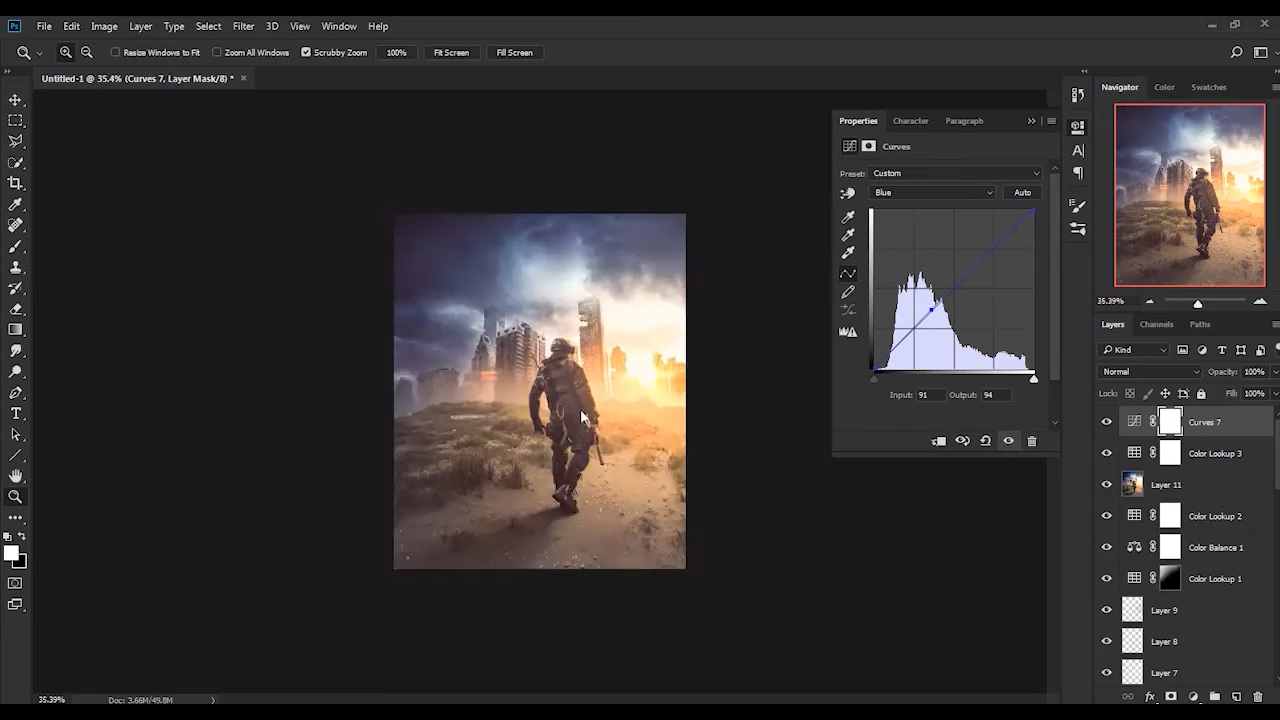 Ps File Edit Image Layer Type Select Filter 3D View Window Help
Resize Windows to Fit Zoom All Windows Scrubby Zoom 100% Fit Screen Fill Screen
Untitled-1 @ 35.4% (Curves 7, Layer Mask/8) *
Properties Character Paragraph
Curves
Preset: Custom
Blue Auto
Input: 91 Output: 94
Navigator Color Swatches
35.39%
Layers Channels Paths
Kind
Normal Opacity: 100%
Lock: Fill: 100%
Curves 7
Color Lookup 3
Layer 11
Color Lookup 2
Color Balance 1
Color Lookup 1
Layer 9
Layer 8
Layer 7
35.39% Doc: 3.66M/49.8M